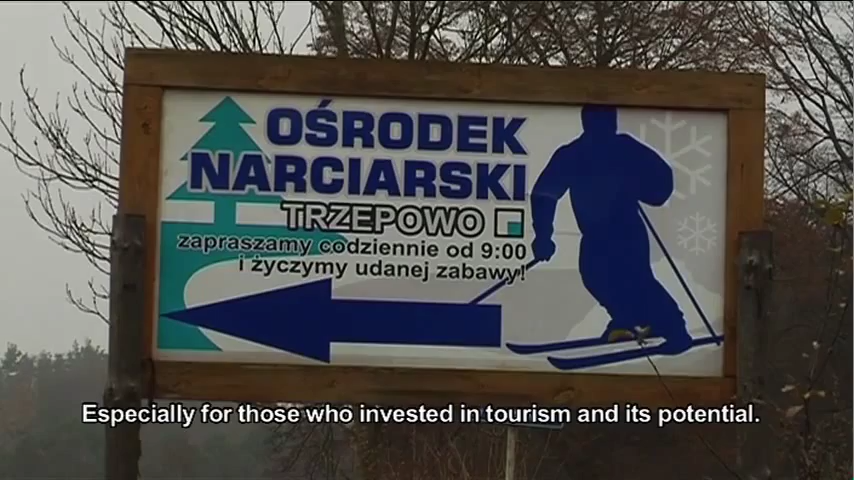 OŚRODEK
NARCIARSKI
TRZEPOWO
zapraszamy codziennie od 9:00
i życzymy udanej zabawy!
Especially for those who invested in tourism and its potential.